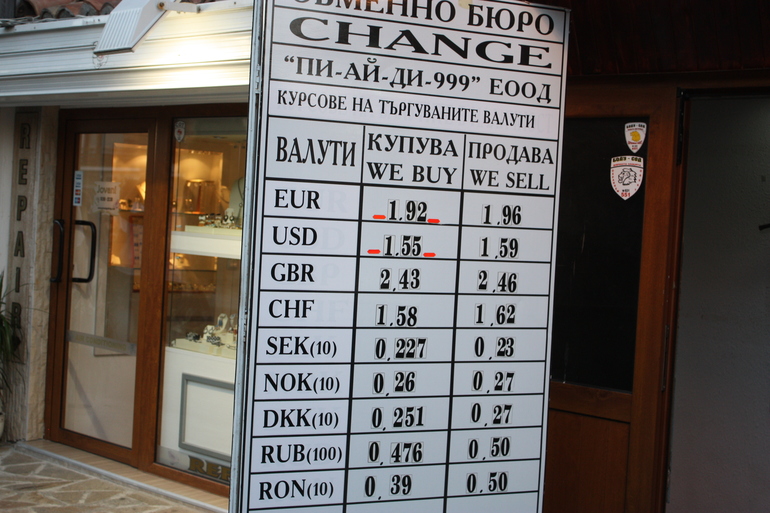 ОБМЕННО БЮРО
CHANGE
"ПИ-АЙ-ДИ-999" ЕООД
КУРСОВЕ НА ТЪРГУВАНИТЕ ВАЛУТИ
ВАЛУТИ КУПУВА WE BUY ПРОДАВА WE SELL
EUR 1.92 1.96
USD 1.55 1.59
GBR 2,43 2,46
CHF 1.58 1.62
SEK(10) 0.227 0.23
NOK(10) 0.26 0.27
DKK(10) 0.251 0.27
RUB(100) 0.476 0.50
RON(10) 0.39 0.50
REPAIR